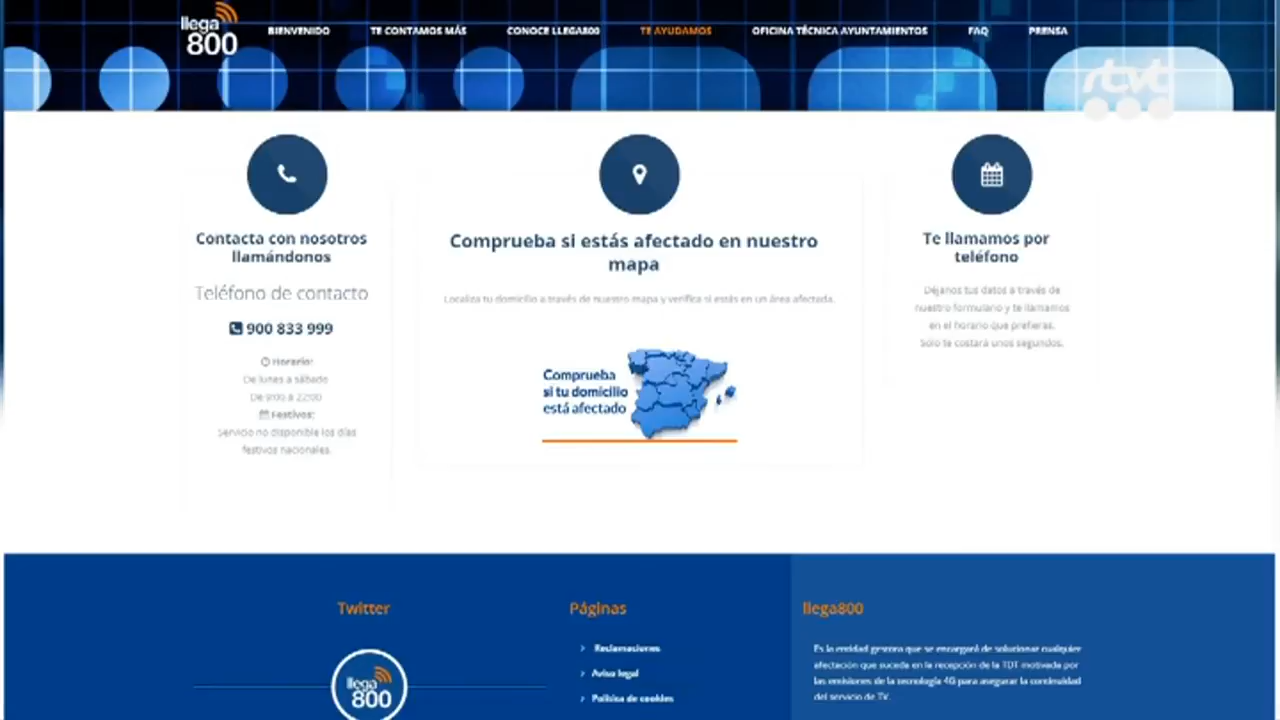 llega
800
BIENVENIDO
TE CONTAMOS MÁS
CONOCE LLEGA800
TE AYUDAMOS
OFICINA TÉCNICA AYUNTAMIENTOS
FAQ
PRENSA
rtvt
Contacta con nosotros
llamándonos
Teléfono de contacto
900 833 999
Horario:
De lunes a sábado
De 9:00 a 22:00
Festivos:
Servicio no disponible los días
festivos nacionales.
Comprueba si estás afectado en nuestro
mapa
Localiza tu domicilio a través de nuestro mapa y verifica si estás en un área afectada.
Comprueba
si tu domicilio
está afectado
Te llamamos por
teléfono
Déjanos tus datos a través de
nuestro formulario y te llamamos
en el horario que prefieras.
Solo te costará unos segundos.
Twitter
llega
800
Páginas
> Reclamaciones
> Aviso legal
> Política de cookies
llega800
Es la entidad gestora que se encargará de solucionar cualquier
afectación que suceda en la recepción de la TDT motivada por
las emisiones de la tecnología 4G para asegurar la continuidad
del servicio de TV.